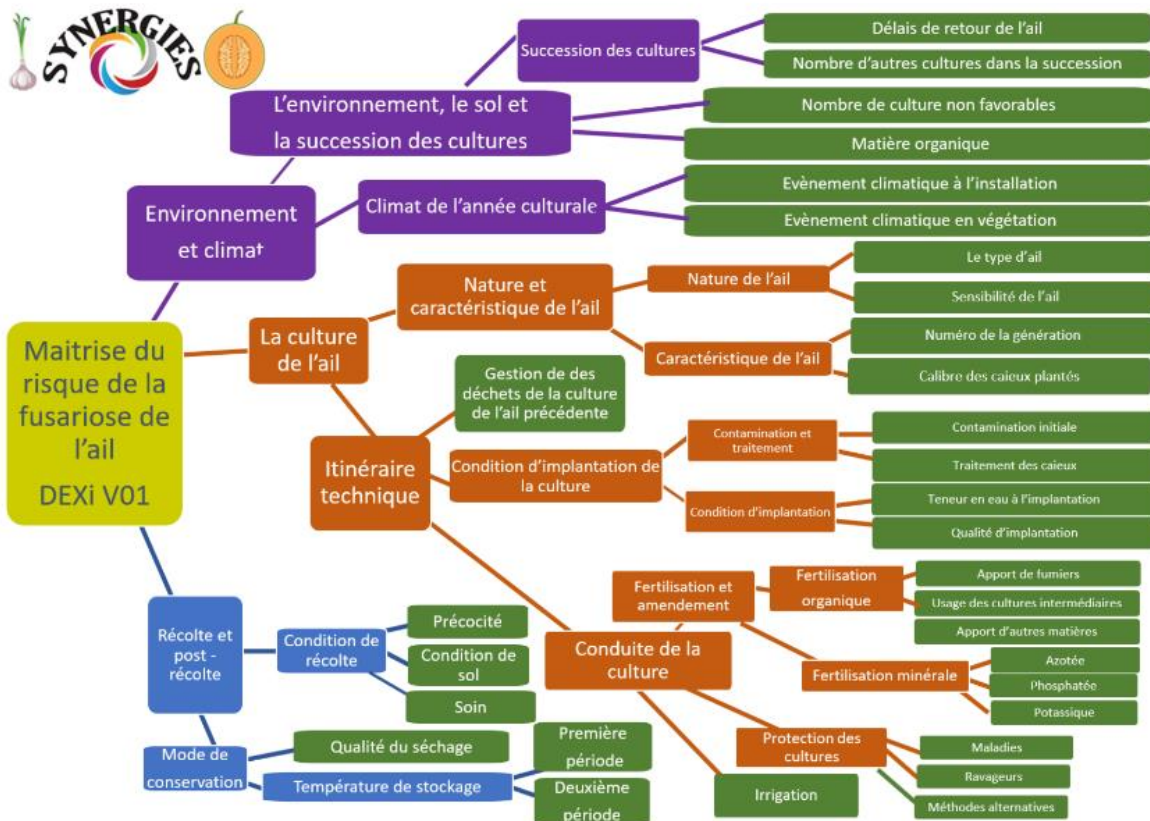 SYNERGIES
Succession des cultures
Délais de retour de l'ail
Nombre d'autres cultures dans la succession
L'environnement, le sol et
la succession des cultures
Nombre de culture non favorables
Matière organique
Environnement
et climat
Climat de l'année culturale
Evènement climatique à l'installation
Evènement climatique en végétation
Maitrise du
risque de la
fusariose de
l'ail
DEXi V01
La culture
de l'ail
Nature et
caractéristique de l'ail
Nature de l'ail
Le type d'ail
Sensibilité de l'ail
Caractéristique de l'ail
Numéro de la génération
Calibre des caieux plantés
Gestion de des
déchets de la culture
de l'ail précédente
Itinéraire
technique
Condition d'implantation de
la culture
Contamination et
traitement
Contamination initiale
Traitement des caieux
Condition d'implantation
Teneur en eau à l'implantation
Qualité d'implantation
Fertilisation et
amendement
Fertilisation
organique
Apport de fumiers
Usage des cultures intermédiaires
Apport d'autres matières
Conduite de la
culture
Fertilisation minérale
Azotée
Phosphatée
Potassique
Protection des
cultures
Maladies
Ravageurs
Méthodes alternatives
Irrigation
Récolte et
post -
récolte
Condition de
récolte
Précocité
Condition de
sol
Soin
Mode de
conservation
Qualité du séchage
Température de stockage
Première
période
Deuxième
période